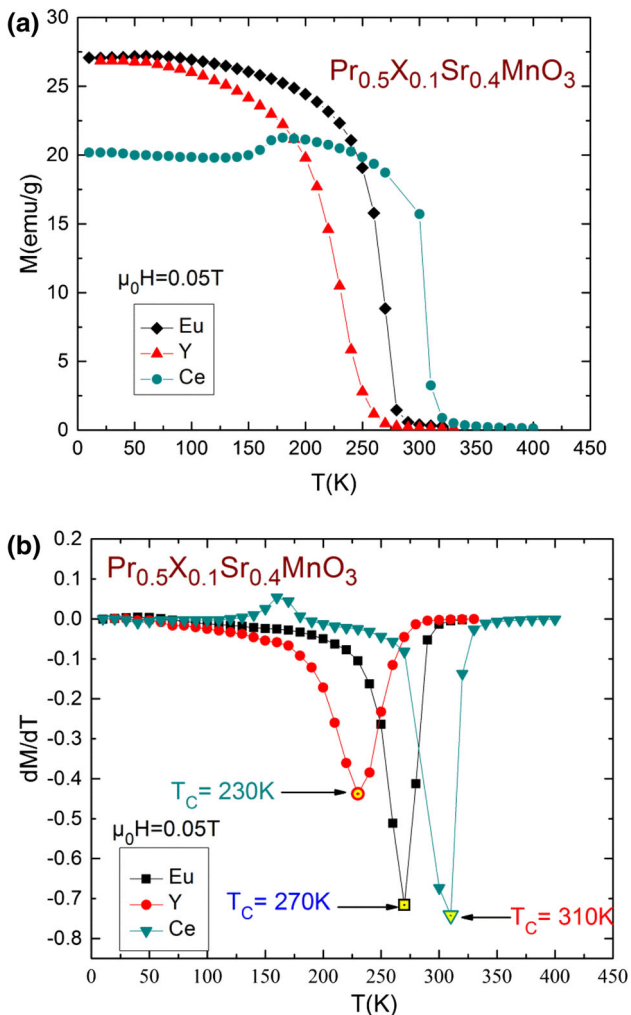 (a)
30
25
20
15
10
5
0
M(emu/g)
Pr0.5X0.1Sr0.4MnO3
μ0H=0.05T
Eu
Y
Ce
0 50 100 150 200 250 300 350 400 450
T(K)
(b)
0.2
0.1
0.0
-0.1
-0.2
-0.3
-0.4
-0.5
-0.6
-0.7
-0.8
dM/dT
Pr0.5X0.1Sr0.4MnO3
TC= 230K
μ0H=0.05T
Eu
Y
Ce
TC= 270K
TC= 310K
0 50 100 150 200 250 300 350 400 450
T(K)